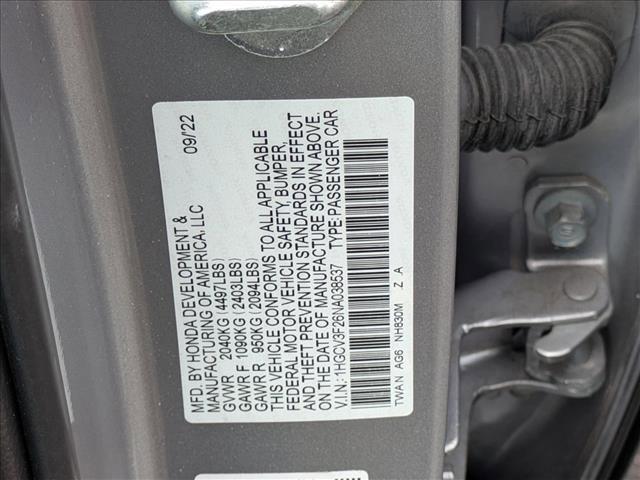 MFD. BY HONDA DEVELOPMENT & 09/22
MANUFACTURING OF AMERICA, LLC
GVWR 2040KG (4497LBS)
GAWR F 1090KG (2403LBS)
GAWR R 950KG (2094LBS)
THIS VEHICLE CONFORMS TO ALL APPLICABLE
FEDERAL MOTOR VEHICLE SAFETY, BUMPER,
AND THEFT PREVENTION STANDARDS IN EFFECT
ON THE DATE OF MANUFACTURE SHOWN ABOVE.
V.I.N.: 1HGCV3F26NA038537 TYPE: PASSENGER CAR
TWAN AG6 NH830M Z A